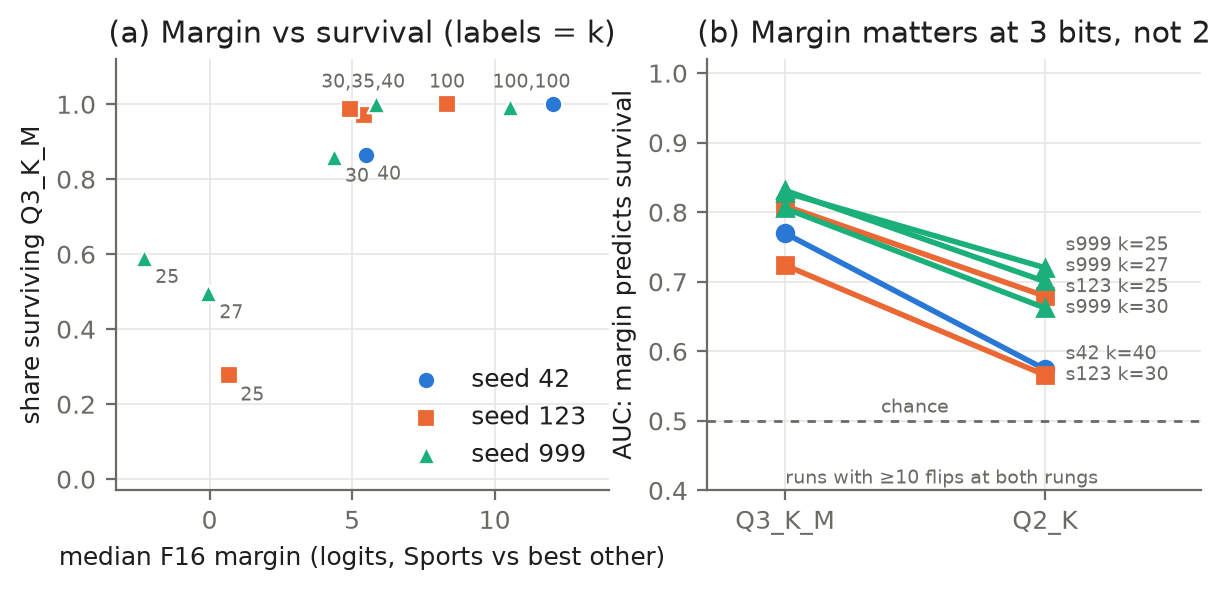 (a) Margin vs survival (labels = k)
share surviving Q3_K_M
1.0
0.8
0.6
0.4
0.2
0.0
30,35,40
100
100,100
30
40
25
27
25
seed 42
seed 123
seed 999
0
5
10
median F16 margin (logits, Sports vs best other)
(b) Margin matters at 3 bits, not 2
AUC: margin predicts survival
1.0
0.9
0.8
0.7
0.6
0.5
0.4
s999 k=25
s999 k=27
s123 k=25
s999 k=30
s42 k=40
s123 k=30
chance
runs with ≥10 flips at both rungs
Q3_K_M
Q2_K